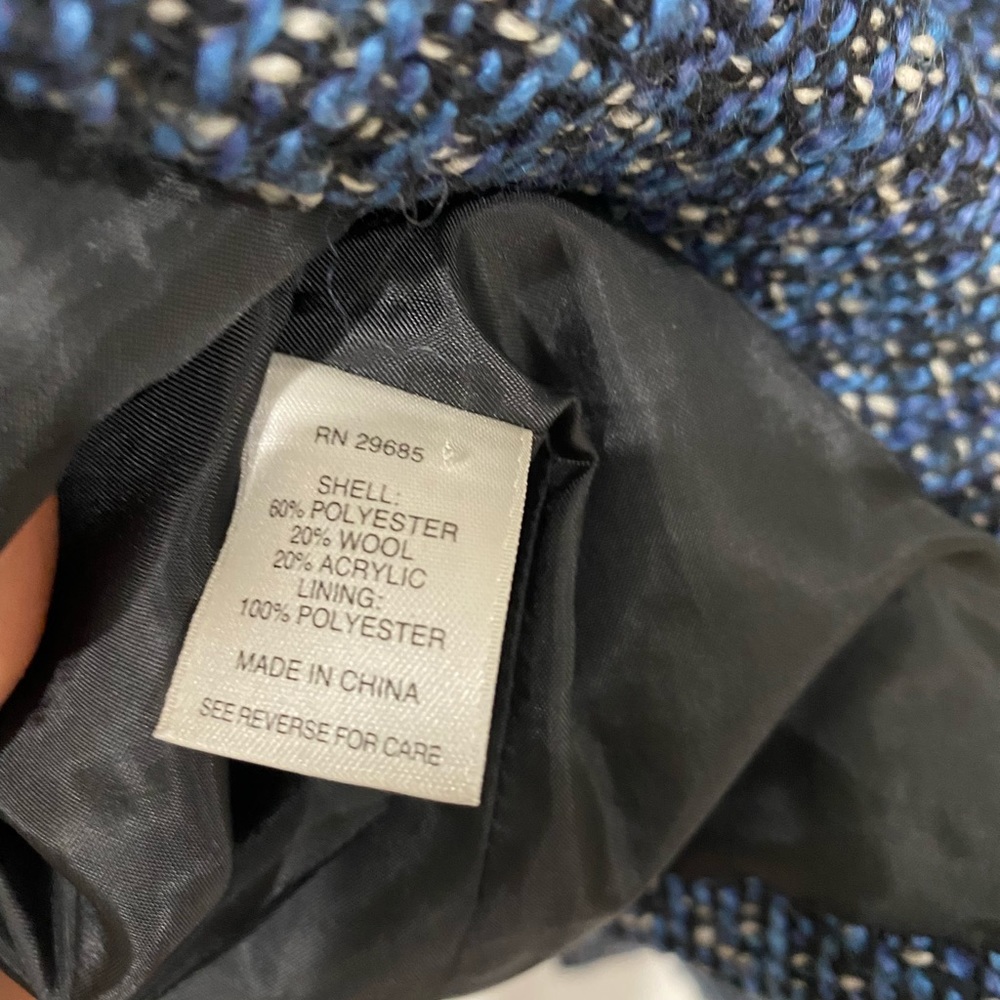 RN 29685
SHELL:
60% POLYESTER
20% WOOL
20% ACRYLIC
LINING:
100% POLYESTER
MADE IN CHINA
SEE REVERSE FOR CARE